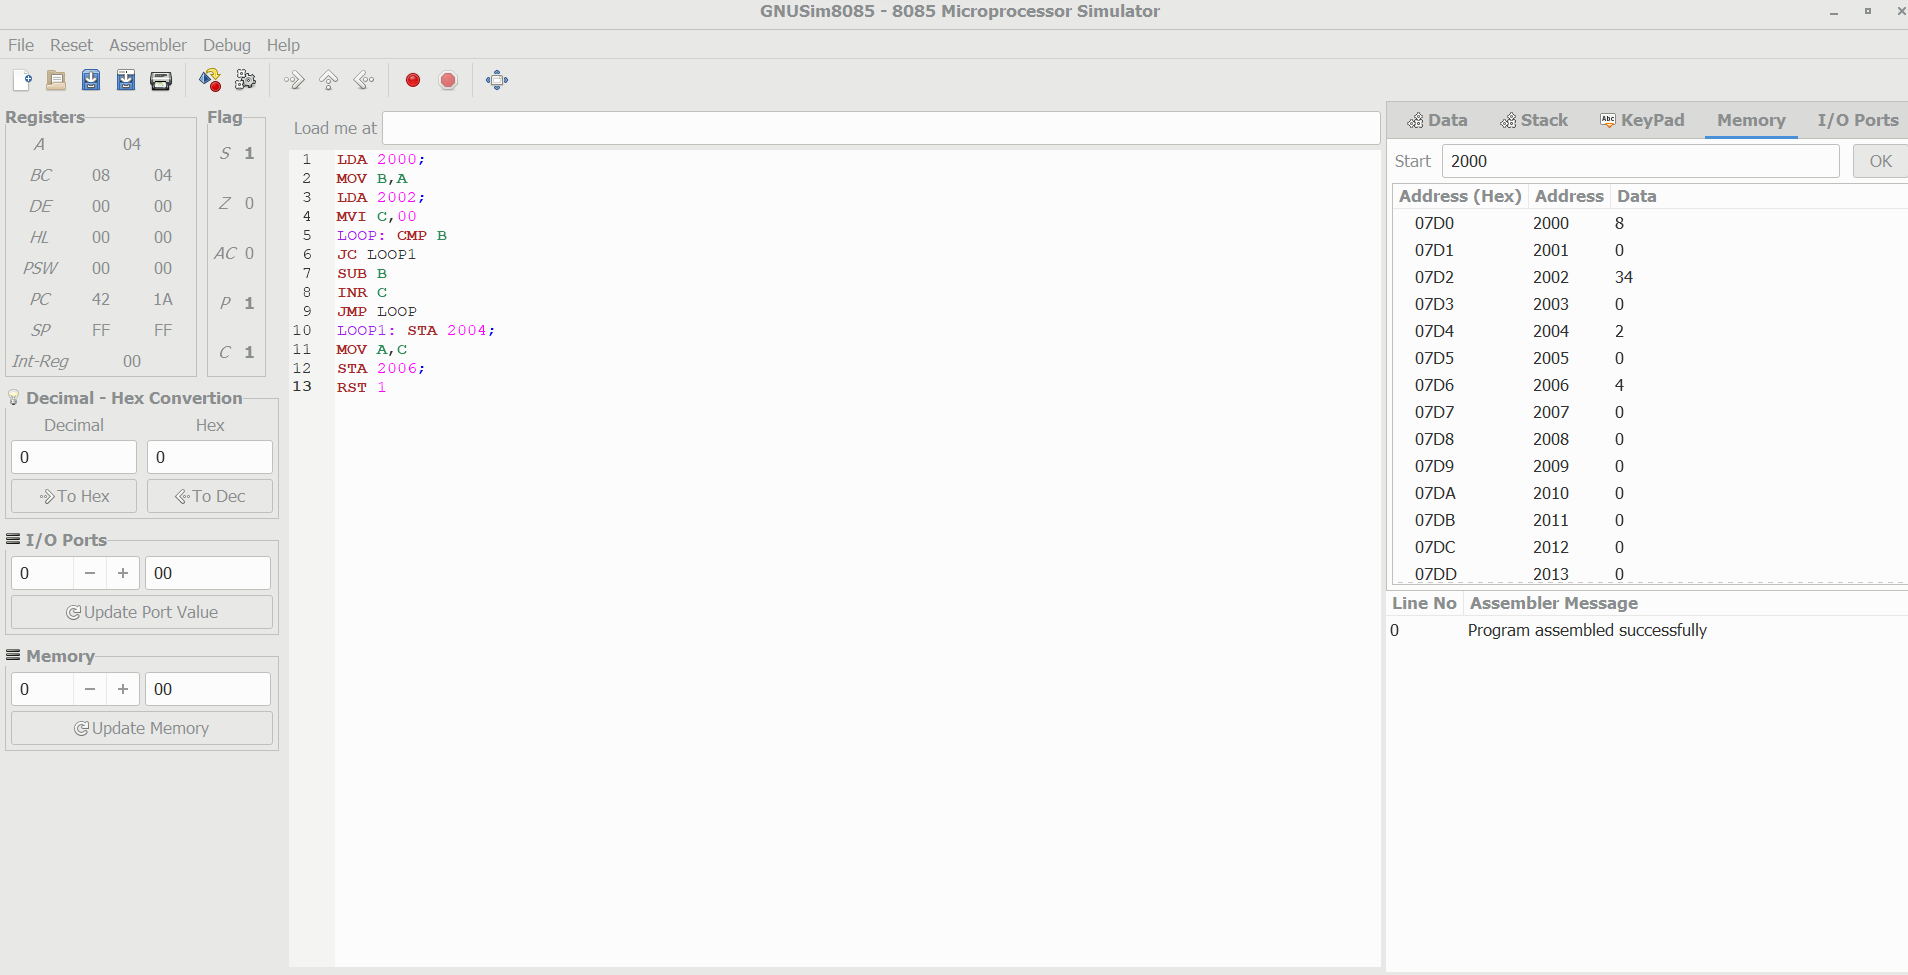 GNUSim8085 - 8085 Microprocessor Simulator
File Reset Assembler Debug Help
Registers
A 04
BC 08 04
DE 00 00
HL 00 00
PSW 00 00
PC 42 1A
SP FF FF
Int-Reg 00
Flag
S 1
Z 0
AC 0
P 1
C 1
Decimal - Hex Convertion
Decimal Hex
0 0
To Hex To Dec
I/O Ports
0 − + 00
Update Port Value
Memory
0 − + 00
Update Memory
Load me at
1 LDA 2000;
2 MOV B,A
3 LDA 2002;
4 MVI C,00
5 LOOP: CMP B
6 JC LOOP1
7 SUB B
8 INR C
9 JMP LOOP
10 LOOP1: STA 2004;
11 MOV A,C
12 STA 2006;
13 RST 1
Data Stack Abc KeyPad Memory I/O Ports
Start 2000 OK
Address (Hex) Address Data
07D0 2000 8
07D1 2001 0
07D2 2002 34
07D3 2003 0
07D4 2004 2
07D5 2005 0
07D6 2006 4
07D7 2007 0
07D8 2008 0
07D9 2009 0
07DA 2010 0
07DB 2011 0
07DC 2012 0
07DD 2013 0
Line No Assembler Message
0 Program assembled successfully